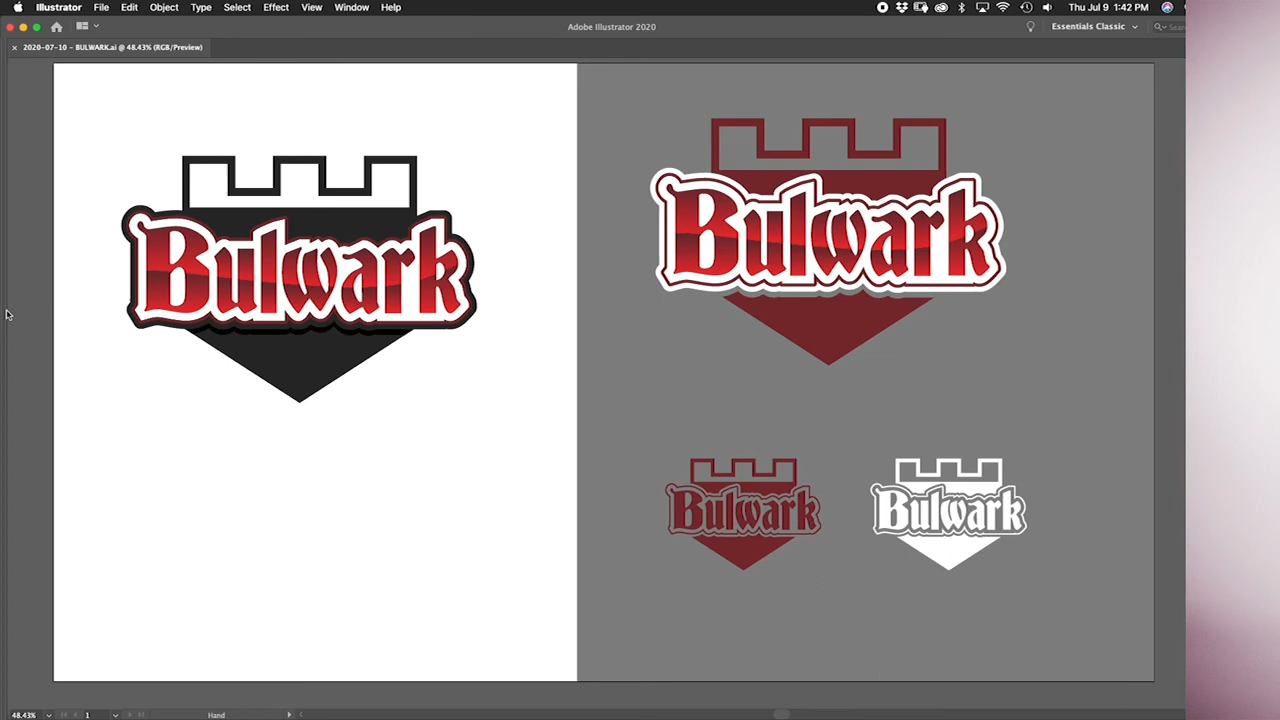 Illustrator File Edit Object Type Select Effect View Window Help Thu Jul 9 1:42 PM
Adobe Illustrator 2020 Essentials Classic
× 2020-07-10 - BULWARK.ai @ 48.43% (RGB/Preview)
Bulwark
Bulwark
Bulwark
Bulwark
48.43% 1 Hand